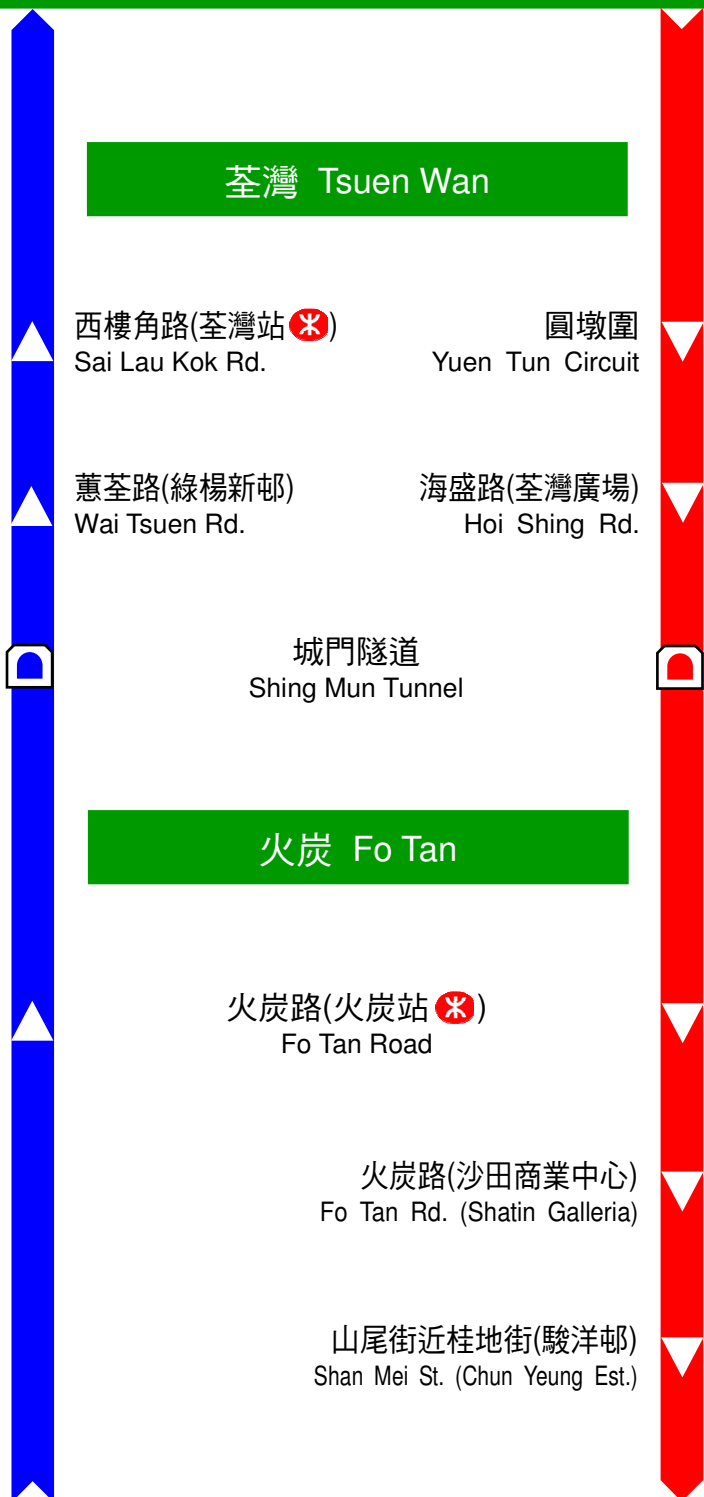 荃灣 Tsuen Wan
西樓角路(荃灣站)
Sai Lau Kok Rd.
圓墩圍
Yuen Tun Circuit
蕙荃路(綠楊新邨)
Wai Tsuen Rd.
海盛路(荃灣廣場)
Hoi Shing Rd.
城門隧道
Shing Mun Tunnel
火炭 Fo Tan
火炭路(火炭站)
Fo Tan Road
火炭路(沙田商業中心)
Fo Tan Rd. (Shatin Galleria)
山尾街近桂地街(駿洋邨)
Shan Mei St. (Chun Yeung Est.)